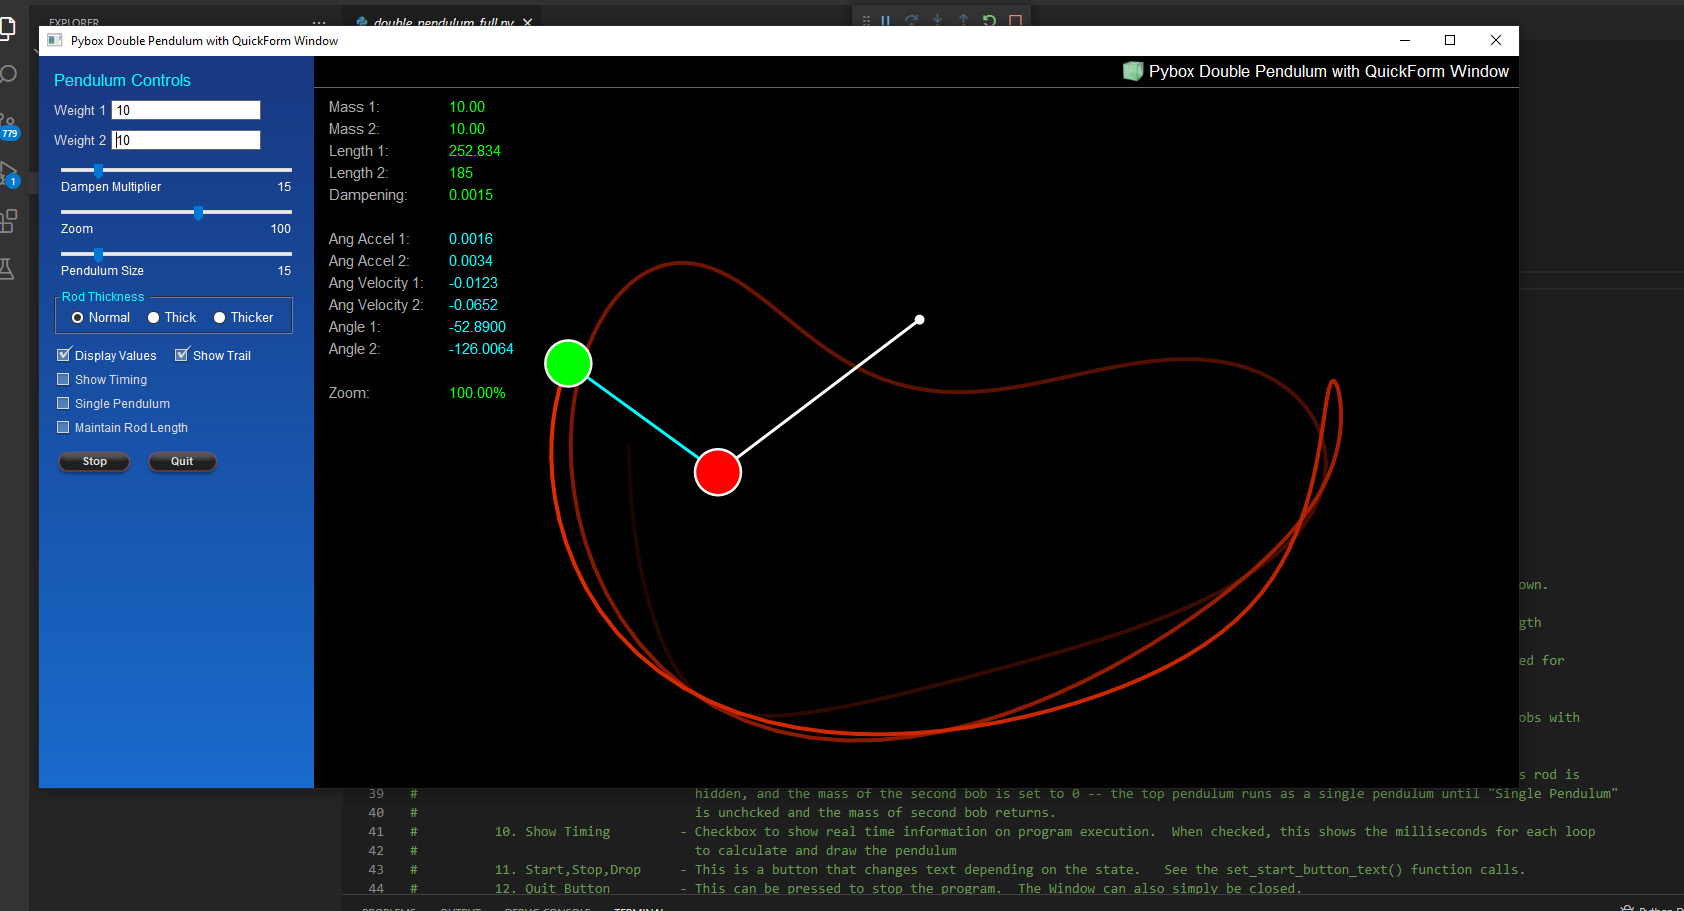 EXPLORER
double_pendulum_full.py
Pybox Double Pendulum with QuickForm Window
Pybox Double Pendulum with QuickForm Window
Pendulum Controls
Weight 1 10
Weight 2 10
Dampen Multiplier 15
Zoom 100
Pendulum Size 15
Rod Thickness
Normal Thick Thicker
Display Values Show Trail
Show Timing
Single Pendulum
Maintain Rod Length
Stop Quit
779
1
Mass 1: 10.00
Mass 2: 10.00
Length 1: 252.834
Length 2: 185
Dampening: 0.0015
Ang Accel 1: 0.0016
Ang Accel 2: 0.0034
Ang Velocity 1: -0.0123
Ang Velocity 2: -0.0652
Angle 1: -52.8900
Angle 2: -126.0064
Zoom: 100.00%
own.
gth
ed for
obs with
s rod is
39 # hidden, and the mass of the second bob is set to 0 -- the top pendulum runs as a single pendulum until "Single Pendulum"
40 # is unchcked and the mass of second bob returns.
41 # 10. Show Timing - Checkbox to show real time information on program execution. When checked, this shows the milliseconds for each loop
42 # to calculate and draw the pendulum
43 # 11. Start,Stop,Drop - This is a button that changes text depending on the state. See the set_start_button_text() function calls.
44 # 12. Quit Button - This can be pressed to stop the program. The Window can also simply be closed.
PROBLEMS OUTPUT DEBUG CONSOLE TERMINAL
Python D